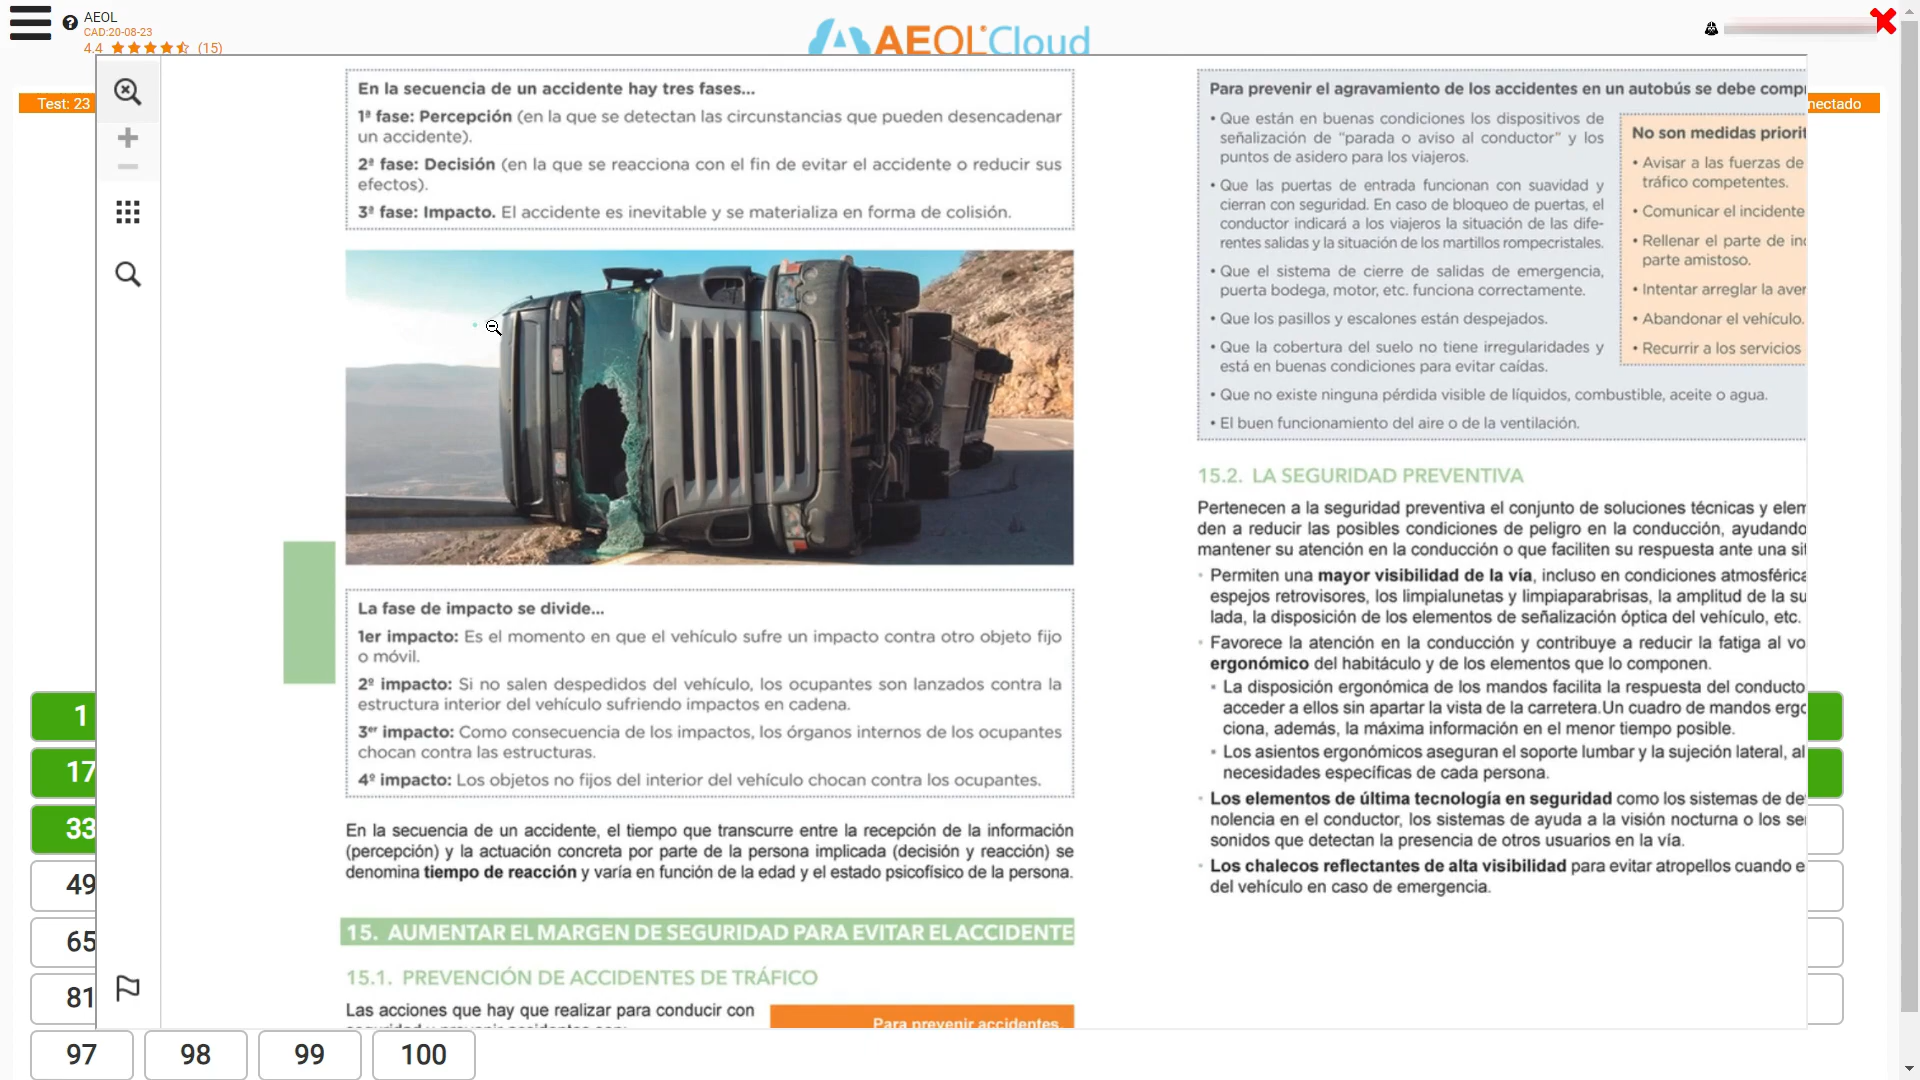 AEOL
CAD:20-08-23
4.4 (15)
AEOL Cloud
Test: 23
nectado
En la secuencia de un accidente hay tres fases...
1ª fase: Percepción (en la que se detectan las circunstancias que pueden desencadenar
un accidente).
2ª fase: Decisión (en la que se reacciona con el fin de evitar el accidente o reducir sus
efectos).
3ª fase: Impacto. El accidente es inevitable y se materializa en forma de colisión.
La fase de impacto se divide...
1er impacto: Es el momento en que el vehículo sufre un impacto contra otro objeto fijo
o móvil.
2º impacto: Si no salen despedidos del vehículo, los ocupantes son lanzados contra la
estructura interior del vehículo sufriendo impactos en cadena.
3er impacto: Como consecuencia de los impactos, los órganos internos de los ocupantes
chocan contra las estructuras.
4º impacto: Los objetos no fijos del interior del vehículo chocan contra los ocupantes.
En la secuencia de un accidente, el tiempo que transcurre entre la recepción de la información
(percepción) y la actuación concreta por parte de la persona implicada (decisión y reacción) se
denomina tiempo de reacción y varía en función de la edad y el estado psicofísico de la persona.
15. AUMENTAR EL MARGEN DE SEGURIDAD PARA EVITAR EL ACCIDENTE
15.1. PREVENCIÓN DE ACCIDENTES DE TRÁFICO
Las acciones que hay que realizar para conducir con
Para prevenir accidentes
Para prevenir el agravamiento de los accidentes en un autobús se debe compr
• Que están en buenas condiciones los dispositivos de
señalización de "parada o aviso al conductor" y los
puntos de asidero para los viajeros.
• Que las puertas de entrada funcionan con suavidad y
cierran con seguridad. En caso de bloqueo de puertas, el
conductor indicará a los viajeros la situación de las dife-
rentes salidas y la situación de los martillos rompecristales.
• Que el sistema de cierre de salidas de emergencia,
puerta bodega, motor, etc. funciona correctamente.
• Que los pasillos y escalones están despejados.
• Que la cobertura del suelo no tiene irregularidades y
está en buenas condiciones para evitar caídas.
• Que no existe ninguna pérdida visible de líquidos, combustible, aceite o agua.
• El buen funcionamiento del aire o de la ventilación.
No son medidas priorit
• Avisar a las fuerzas de
tráfico competentes.
• Comunicar el incidente
• Rellenar el parte de inc
parte amistoso.
• Intentar arreglar la aver
• Abandonar el vehículo.
• Recurrir a los servicios
15.2. LA SEGURIDAD PREVENTIVA
Pertenecen a la seguridad preventiva el conjunto de soluciones técnicas y elem
den a reducir las posibles condiciones de peligro en la conducción, ayudando
mantener su atención en la conducción o que faciliten su respuesta ante una sit
Permiten una mayor visibilidad de la vía, incluso en condiciones atmosférica
espejos retrovisores, los limpialunetas y limpiaparabrisas, la amplitud de la su
lada, la disposición de los elementos de señalización óptica del vehículo, etc.
Favorece la atención en la conducción y contribuye a reducir la fatiga al vo
ergonómico del habitáculo y de los elementos que lo componen.
La disposición ergonómica de los mandos facilita la respuesta del conducto
acceder a ellos sin apartar la vista de la carretera.Un cuadro de mandos ergo
ciona, además, la máxima información en el menor tiempo posible.
Los asientos ergonómicos aseguran el soporte lumbar y la sujeción lateral, al
necesidades específicas de cada persona.
Los elementos de última tecnología en seguridad como los sistemas de de
nolencia en el conductor, los sistemas de ayuda a la visión nocturna o los se
sonidos que detectan la presencia de otros usuarios en la vía.
Los chalecos reflectantes de alta visibilidad para evitar atropellos cuando e
del vehículo en caso de emergencia.
1
17
33
49
65
81
97 98 99 100